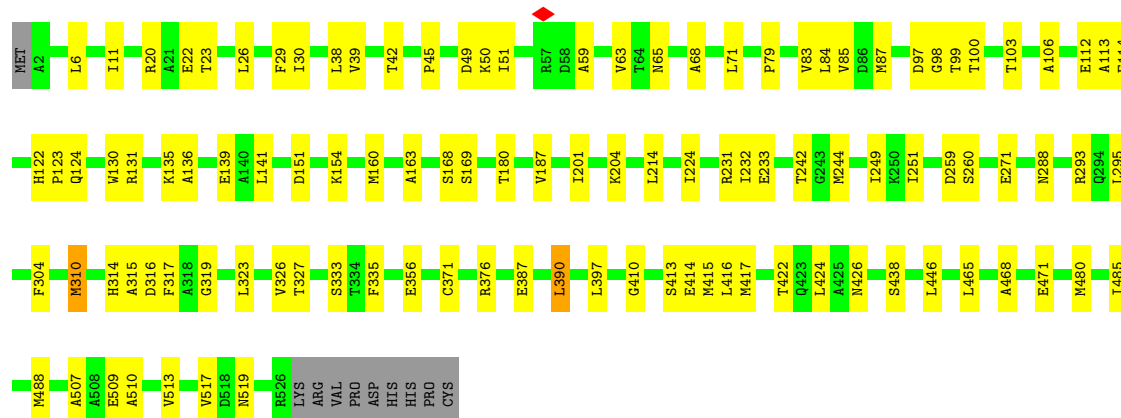 MET A2 L6 I11 R20 A21 E22 T23 L26 F29 I30 L38 V39 T42 P45 D49 K50 I51 R57 D58 A59 V63 T64 N65 A68 L71 P79 V83 L84 V85 D86 M87 D97 G98 T99 T100 T103 A106 E112 A113
H122 P123 Q124 W130 R131 K135 A136 E139 A140 L141 D151 K154 M160 A163 S168 S169 T180 V187 I201 K204 L214 I224 R231 I232 E233 T242 G243 M244 I249 K250 I251 D259 S260 E271 N288 R293 Q294 L295
F304 M310 H314 A315 D316 F317 A318 G319 L323 V326 T327 S333 T334 F335 E356 C371 R376 E387 L390 L397 G410 S413 E414 M415 L416 M417 T422 Q423 L424 A425 N426 S438 L446 L465 A468 E471 M480 I485
M488 A507 A508 E509 A510 V513 V517 D518 N519 R526 LYS ARG VAL PRO ASP HIS HIS PRO CYS